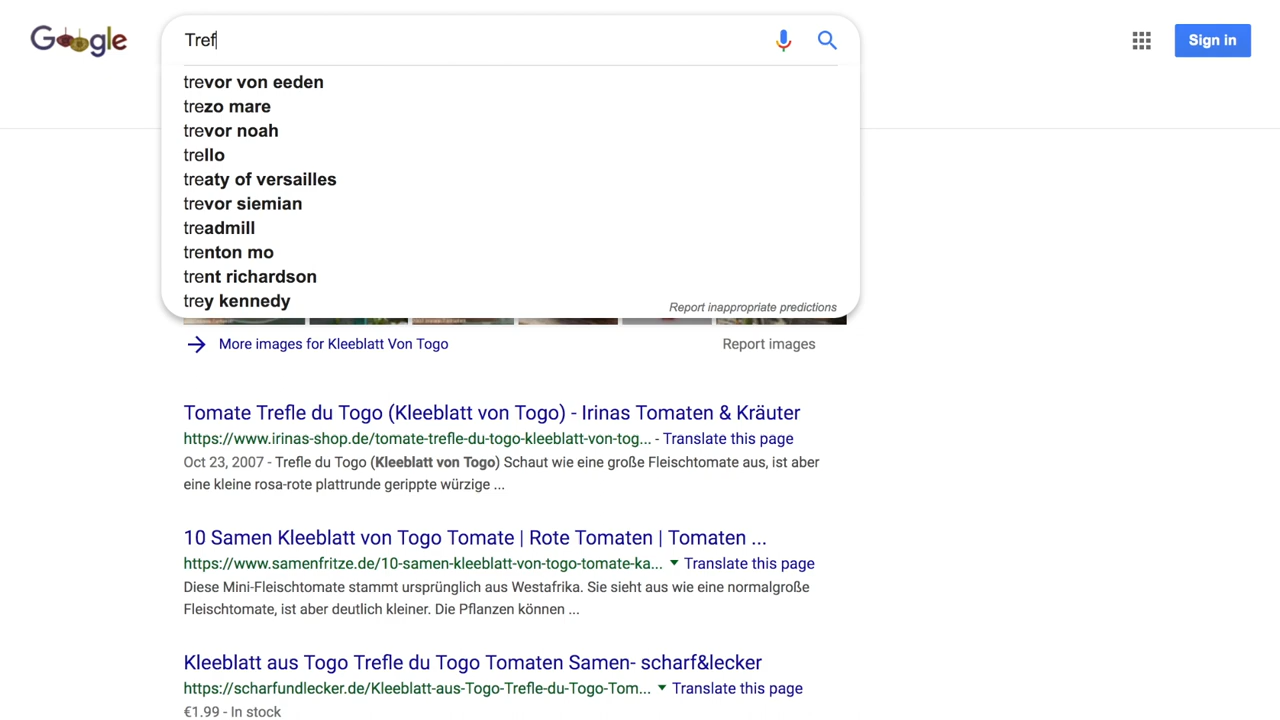 Google
Tref
Sign in
trevor von eeden
trezo mare
trevor noah
trello
treaty of versailles
trevor siemian
treadmill
trenton mo
trent richardson
trey kennedy
Report inappropriate predictions
More images for Kleeblatt Von Togo
Report images
Tomate Trefle du Togo (Kleeblatt von Togo) - Irinas Tomaten & Kräuter
https://www.irinas-shop.de/tomate-trefle-du-togo-kleeblatt-von-tog... - Translate this page
Oct 23, 2007 - Trefle du Togo (Kleeblatt von Togo) Schaut wie eine große Fleischtomate aus, ist aber
eine kleine rosa-rote plattrunde gerippte würzige ...
10 Samen Kleeblatt von Togo Tomate | Rote Tomaten | Tomaten ...
https://www.samenfritze.de/10-samen-kleeblatt-von-togo-tomate-ka... Translate this page
Diese Mini-Fleischtomate stammt ursprünglich aus Westafrika. Sie sieht aus wie eine normalgroße
Fleischtomate, ist aber deutlich kleiner. Die Pflanzen können ...
Kleeblatt aus Togo Trefle du Togo Tomaten Samen- scharf&lecker
https://scharfundlecker.de/Kleeblatt-aus-Togo-Trefle-du-Togo-Tom... Translate this page
€1.99 - In stock